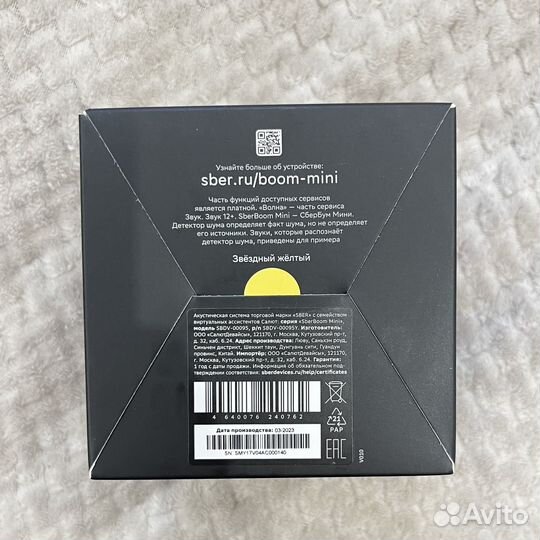 Узнайте больше об устройстве:
sber.ru/boom-mini
Часть функций доступных сервисов
является платной. «Волна» — часть сервиса
Звук. Звук 12+. SberBoom Mini — СберБум Мини.
Детектор шума определяет факт шума, но не определяет
его источники. Звуки, которые распознаёт
детектор шума, приведены для примера
Звёздный жёлтый
Акустическая система торговой марки «SBER» с семейством
виртуальных ассистентов Салют: серия «SberBoom Mini»,
модель SBDV-00095, p/n SBDV-00095Y. Изготовитель:
ООО «СалютДевайсы», 121170, г. Москва, Кутузовский пр-т,
д. 32, каб. 6.24. Адрес производства: Люву, Саньхэн роуд,
Синьчен дистрикт, Шеккит таун, Дунгуань сити, Гуандун
провинс, Китай. Импортёр: ООО «СалютДевайсы», 121170,
г. Москва, Кутузовский пр-т, д. 32, каб. 6.24. Гарантия:
1 год с даты продажи. Информация об обязательном под-
тверждении соответствия: sberdevices.ru/help/certificates
4 640076 240762
Дата производства: 03-2023
SN: SMY17V04AC000140
21
PAP
EAC
V010
Avito